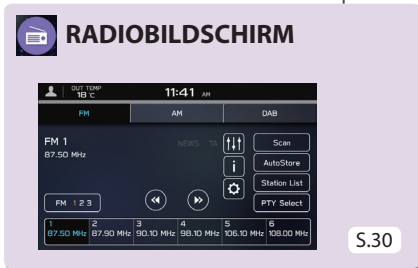 RADIOBILDSCHIRM
OUT TEMP
18 °C
11:41 AM
FM AM DAB
FM 1
87.50 MHz
NEWS TA
Scan
AutoStore
Station List
PTY Select
FM 1 2 3
1 2 3 4 5 6
87.50 MHz 87.90 MHz 90.10 MHz 98.10 MHz 106.10 MHz 108.00 MHz
S.30